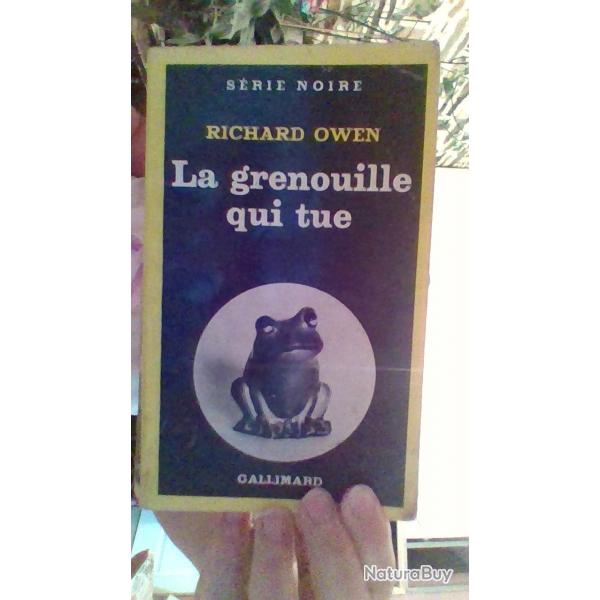 SÉRIE NOIRE
RICHARD OWEN
La grenouille
qui tue
GALLIMARD
NaturaBuy